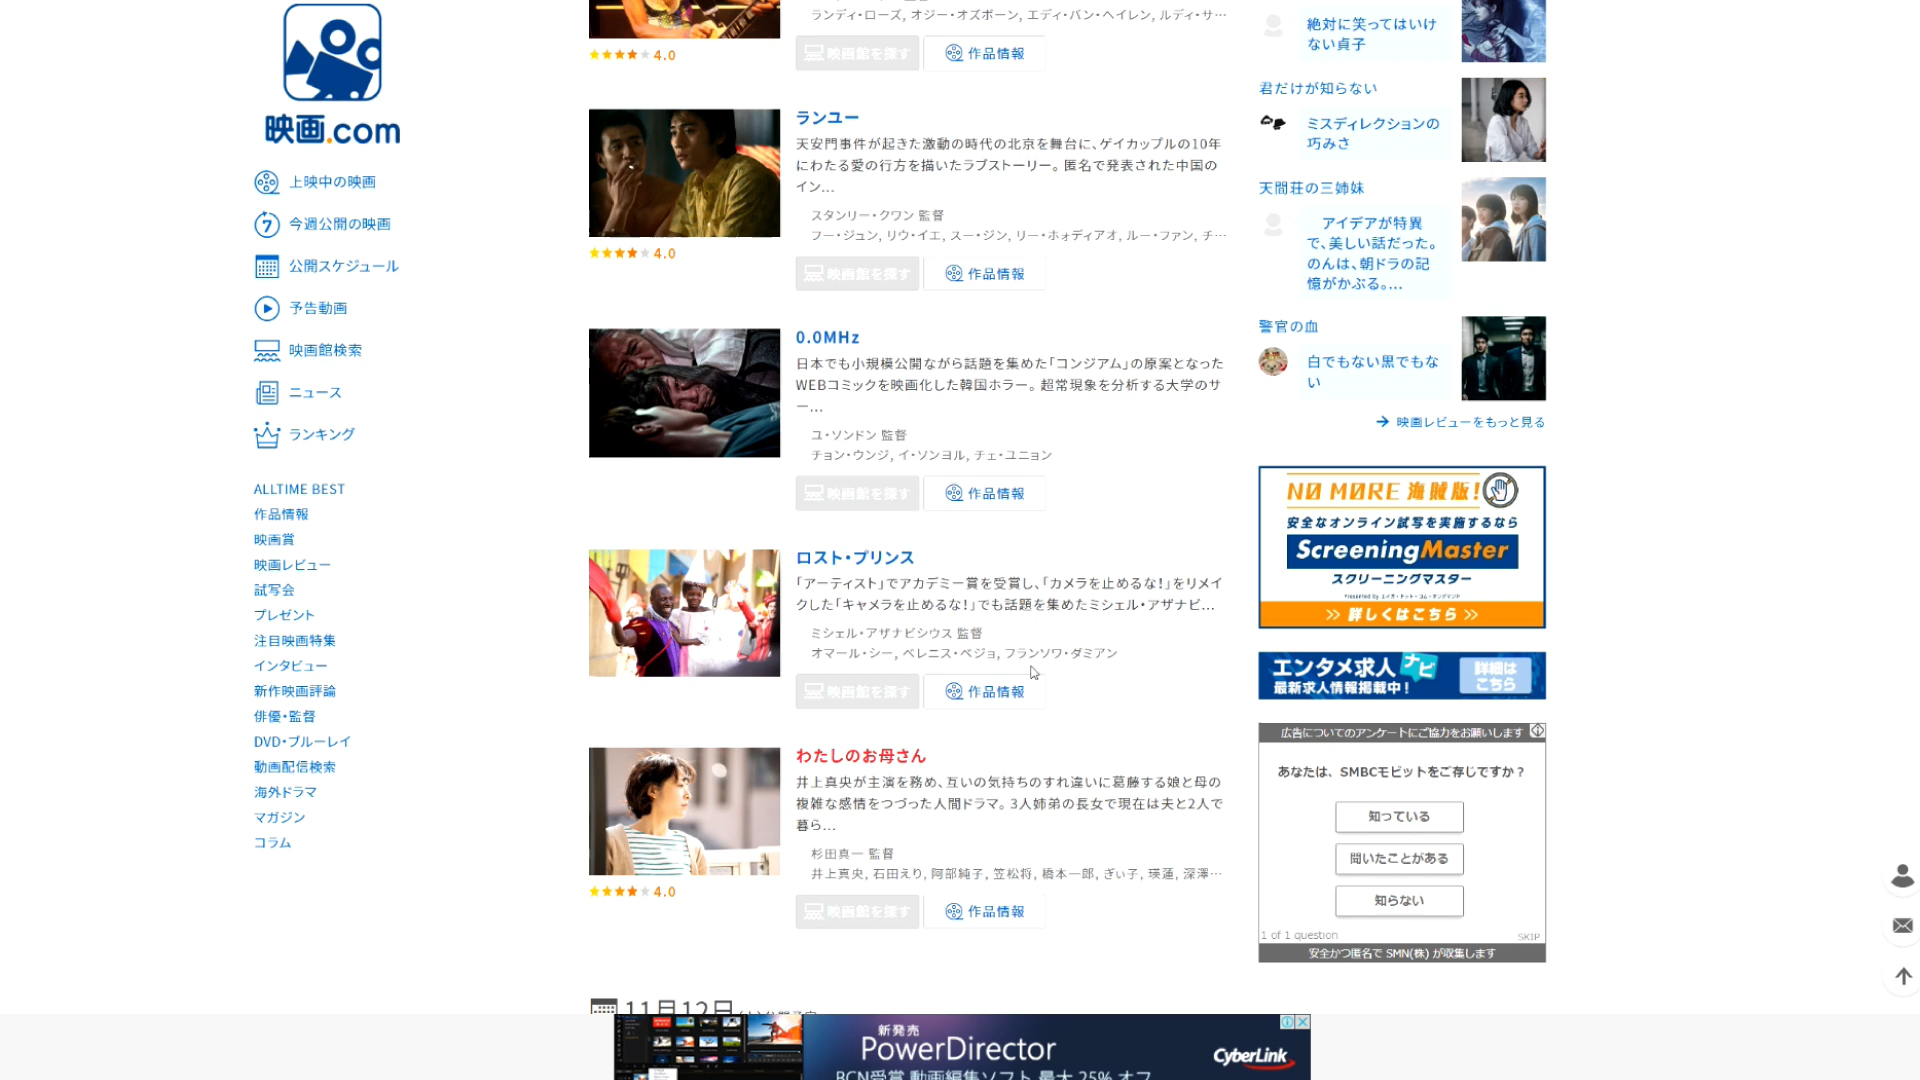 映画.com
上映中の映画
今週公開の映画
公開スケジュール
予告動画
映画館検索
ニュース
ランキング
ALLTIME BEST
作品情報
映画賞
映画レビュー
試写会
プレゼント
注目映画特集
インタビュー
新作映画評論
俳優・監督
DVD・ブルーレイ
動画配信検索
海外ドラマ
マガジン
コラム
ランディ・ローズ, オジー・オズボーン, エディ・バン・ヘイレン, ルディ・サ…
4.0
映画館を探す
作品情報
ランユー
天安門事件が起きた激動の時代の北京を舞台に、ゲイカップルの10年
にわたる愛の行方を描いたラブストーリー。匿名で発表された中国の
イン...
スタンリー・クワン 監督
フー・ジュン, リウ・イエ, スー・ジン, リー・ホォディアオ, ルー・ファン, チ…
4.0
映画館を探す
作品情報
0.0MHz
日本でも小規模公開ながら話題を集めた「コンジアム」の原案となった
WEBコミックを映画化した韓国ホラー。超常現象を分析する大学のサ
ー...
ユ・ソンドン 監督
チョン・ウンジ, イ・ソンヨル, チェ・ユニョン
映画館を探す
作品情報
ロスト・プリンス
「アーティスト」でアカデミー賞を受賞し、「カメラを止めるな!」をリメイ
クした「キャメラを止めるな!」でも話題を集めたミシェル・アザナビ...
ミシェル・アザナビシウス 監督
オマール・シー, ベレニス・ベジョ, フランソワ・ダミアン
映画館を探す
作品情報
わたしのお母さん
井上真央が主演を務め、互いの気持ちのすれ違いに葛藤する娘と母の
複雑な感情をつづった人間ドラマ。3人姉弟の長女で現在は夫と2人で
暮ら...
杉田真一 監督
井上真央, 石田えり, 阿部純子, 笠松将, 橋本一郎, ぎぃ子, 瑛蓮, 深澤…
4.0
映画館を探す
作品情報
11月12日
絶対に笑ってはいけ
ない貞子
君だけが知らない
ミスディレクションの
巧みさ
天間荘の三姉妹
アイデアが特異
で、美しい話だった。
のんは、朝ドラの記
憶がかぶる。...
警官の血
白でもない黒でもな
い
映画レビューをもっと見る
NO MORE 海賊版!
安全なオンライン試写を実施するなら
ScreeningMaster
スクリーニングマスター
Presented by エイガ・ドット・コム・オンデマンド
詳しくはこちら
エンタメ求人ナビ
最新求人情報掲載中!
詳細は
こちら
広告についてのアンケートにご協力をお願いします
あなたは、SMBCモビットをご存じですか?
知っている
聞いたことがある
知らない
1 of 1 question
SKIP
安全かつ匿名で SMN(株) が収集します
新発売
PowerDirector
BCN受賞 動画編集ソフト 最大 25% オフ
CyberLink